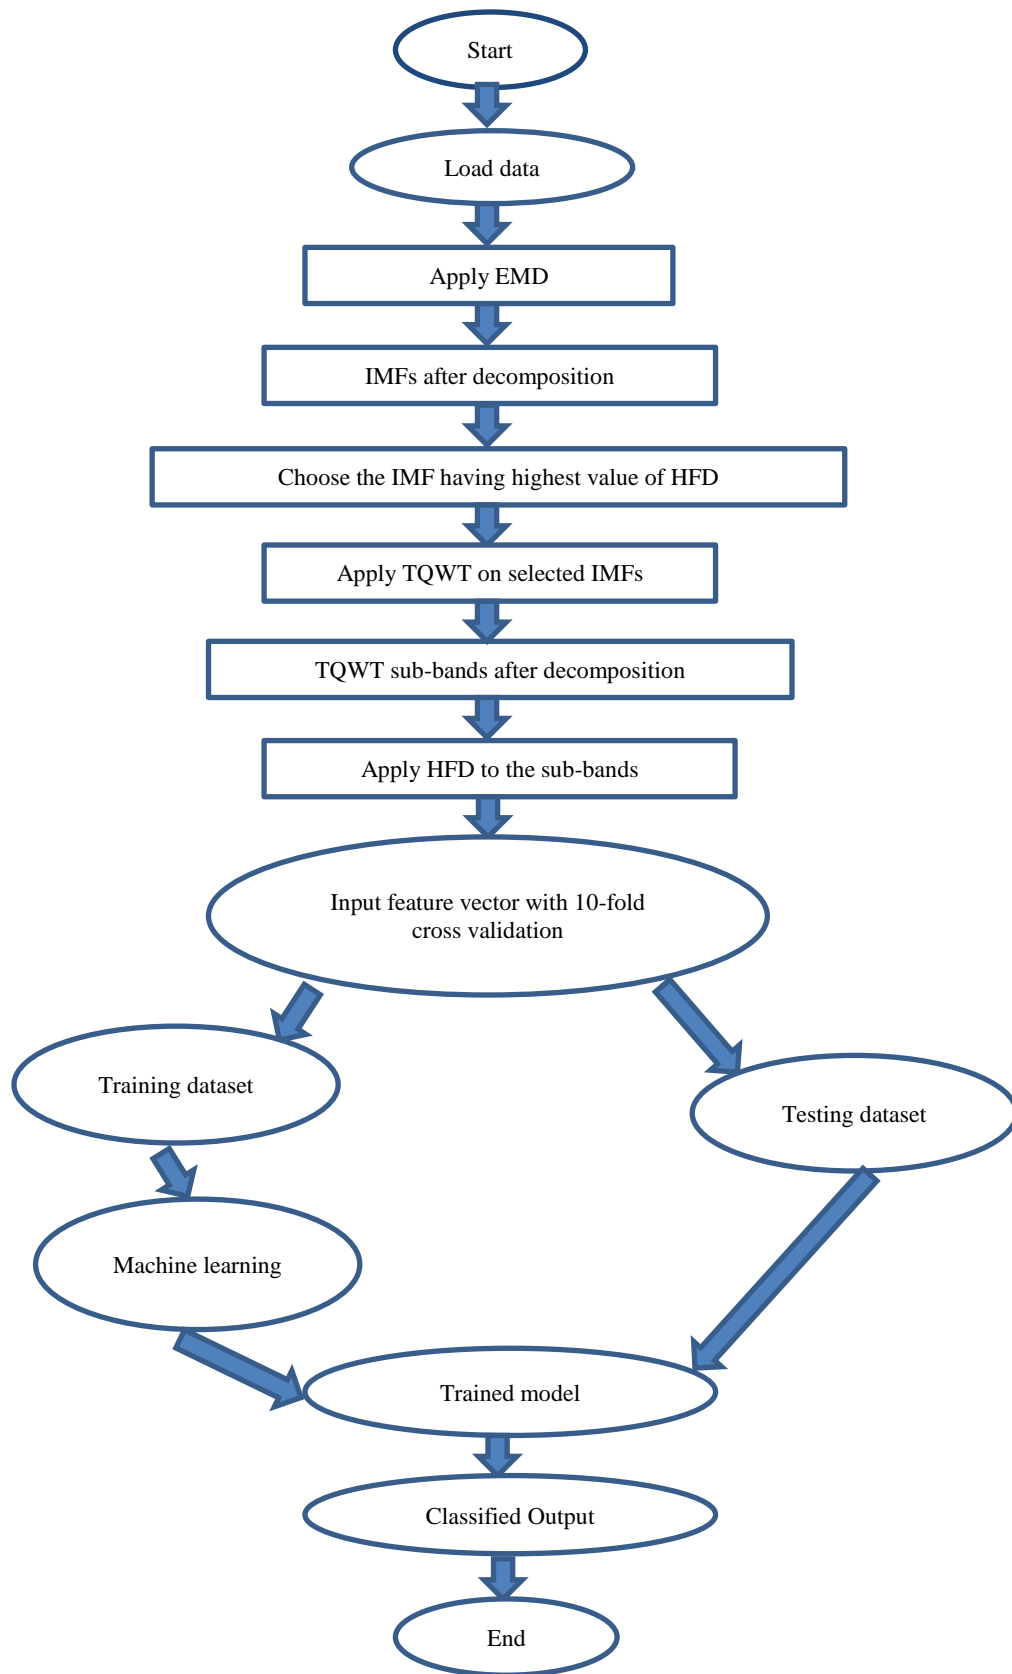 Start
Load data
Apply EMD
IMFs after decomposition
Choose the IMF having highest value of HFD
Apply TQWT on selected IMFs
TQWT sub-bands after decomposition
Apply HFD to the sub-bands
Input feature vector with 10-fold
cross validation
Training dataset
Testing dataset
Machine learning
Trained model
Classified Output
End